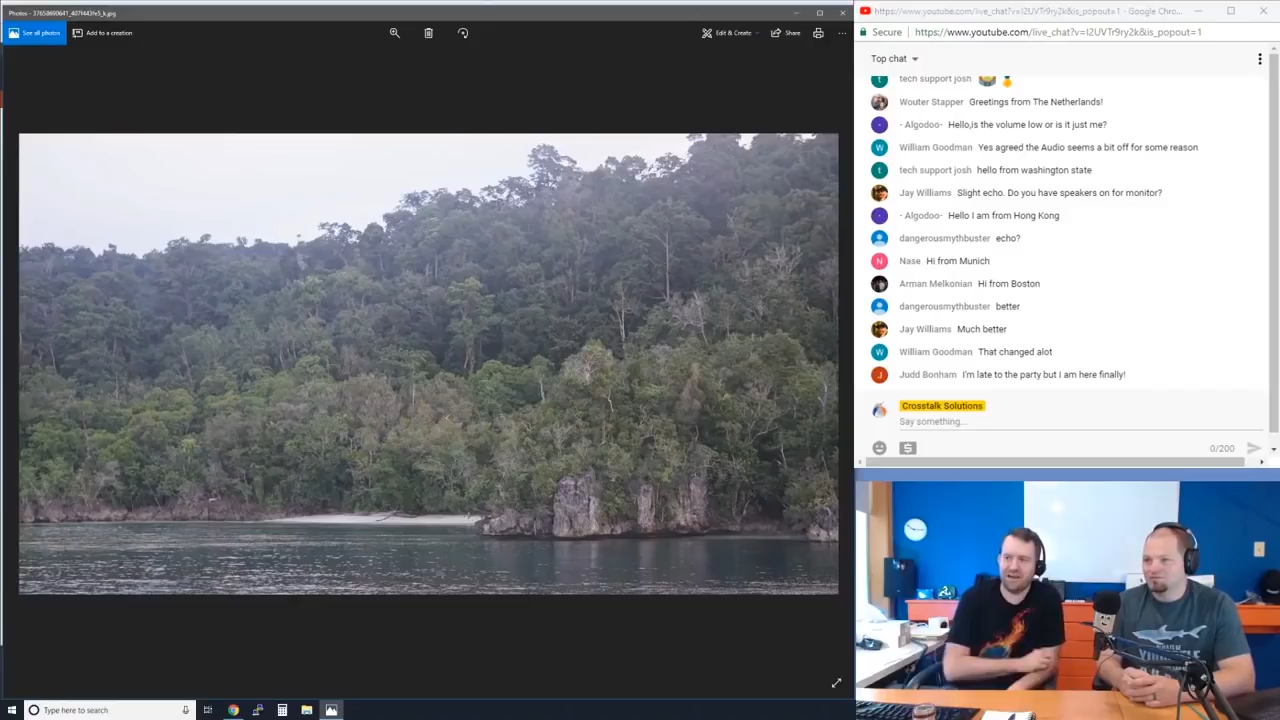 Photos - 37658690641_407f443fe5_k.jpg
See all photos
Add to a creation
Edit & Create
Share
Type here to search
https://www.youtube.com/live_chat?v=I2UVTr9ry2k&is_popout=1 - Google Chro...
Secure
https://www.youtube.com/live_chat?v=I2UVTr9ry2k&is_popout=1
Top chat
tech support josh
Wouter Stapper Greetings from The Netherlands!
- Algodoo- Hello,is the volume low or is it just me?
William Goodman Yes agreed the Audio seems a bit off for some reason
tech support josh hello from washington state
Jay Williams Slight echo. Do you have speakers on for monitor?
- Algodoo- Hello I am from Hong Kong
dangerousmythbuster echo?
Nase Hi from Munich
Arman Melkonian Hi from Boston
dangerousmythbuster better
Jay Williams Much better
William Goodman That changed alot
Judd Bonham I'm late to the party but I am here finally!
Crosstalk Solutions
Say something...
0/200